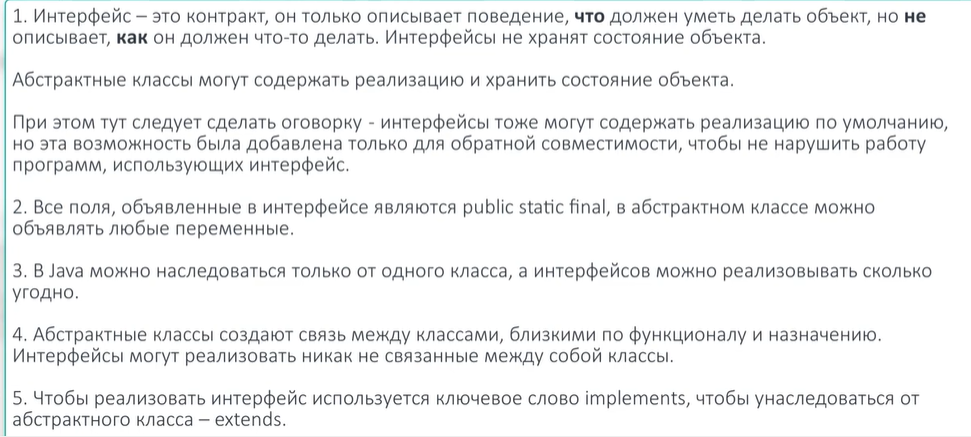 1. Интерфейс – это контракт, он только описывает поведение, что должен уметь делать объект, но не
описывает, как он должен что-то делать. Интерфейсы не хранят состояние объекта.
Абстрактные классы могут содержать реализацию и хранить состояние объекта.
При этом тут следует сделать оговорку - интерфейсы тоже могут содержать реализацию по умолчанию,
но эта возможность была добавлена только для обратной совместимости, чтобы не нарушить работу
программ, использующих интерфейс.
2. Все поля, объявленные в интерфейсе являются public static final, в абстрактном классе можно
объявлять любые переменные.
3. В Java можно наследоваться только от одного класса, а интерфейсов можно реализовывать сколько
угодно.
4. Абстрактные классы создают связь между классами, близкими по функционалу и назначению.
Интерфейсы могут реализовать никак не связанные между собой классы.
5. Чтобы реализовать интерфейс используется ключевое слово implements, чтобы унаследоваться от
абстрактного класса – extends.